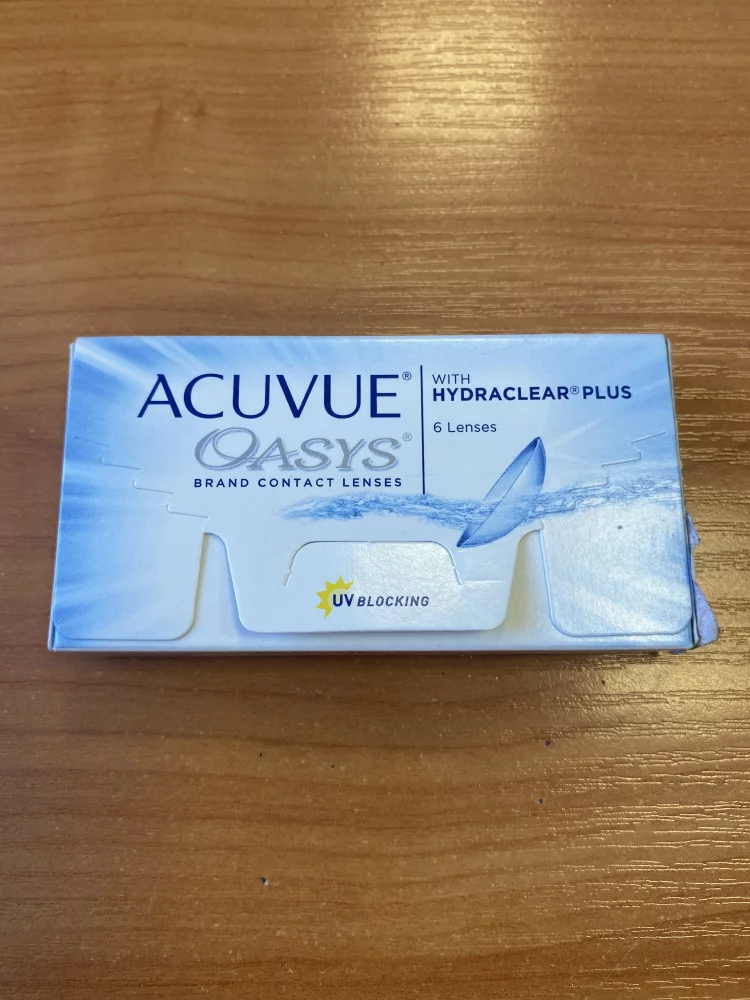 ACUVUE®
OASYS®
BRAND CONTACT LENSES
WITH
HYDRACLEAR® PLUS
6 Lenses
UV BLOCKING